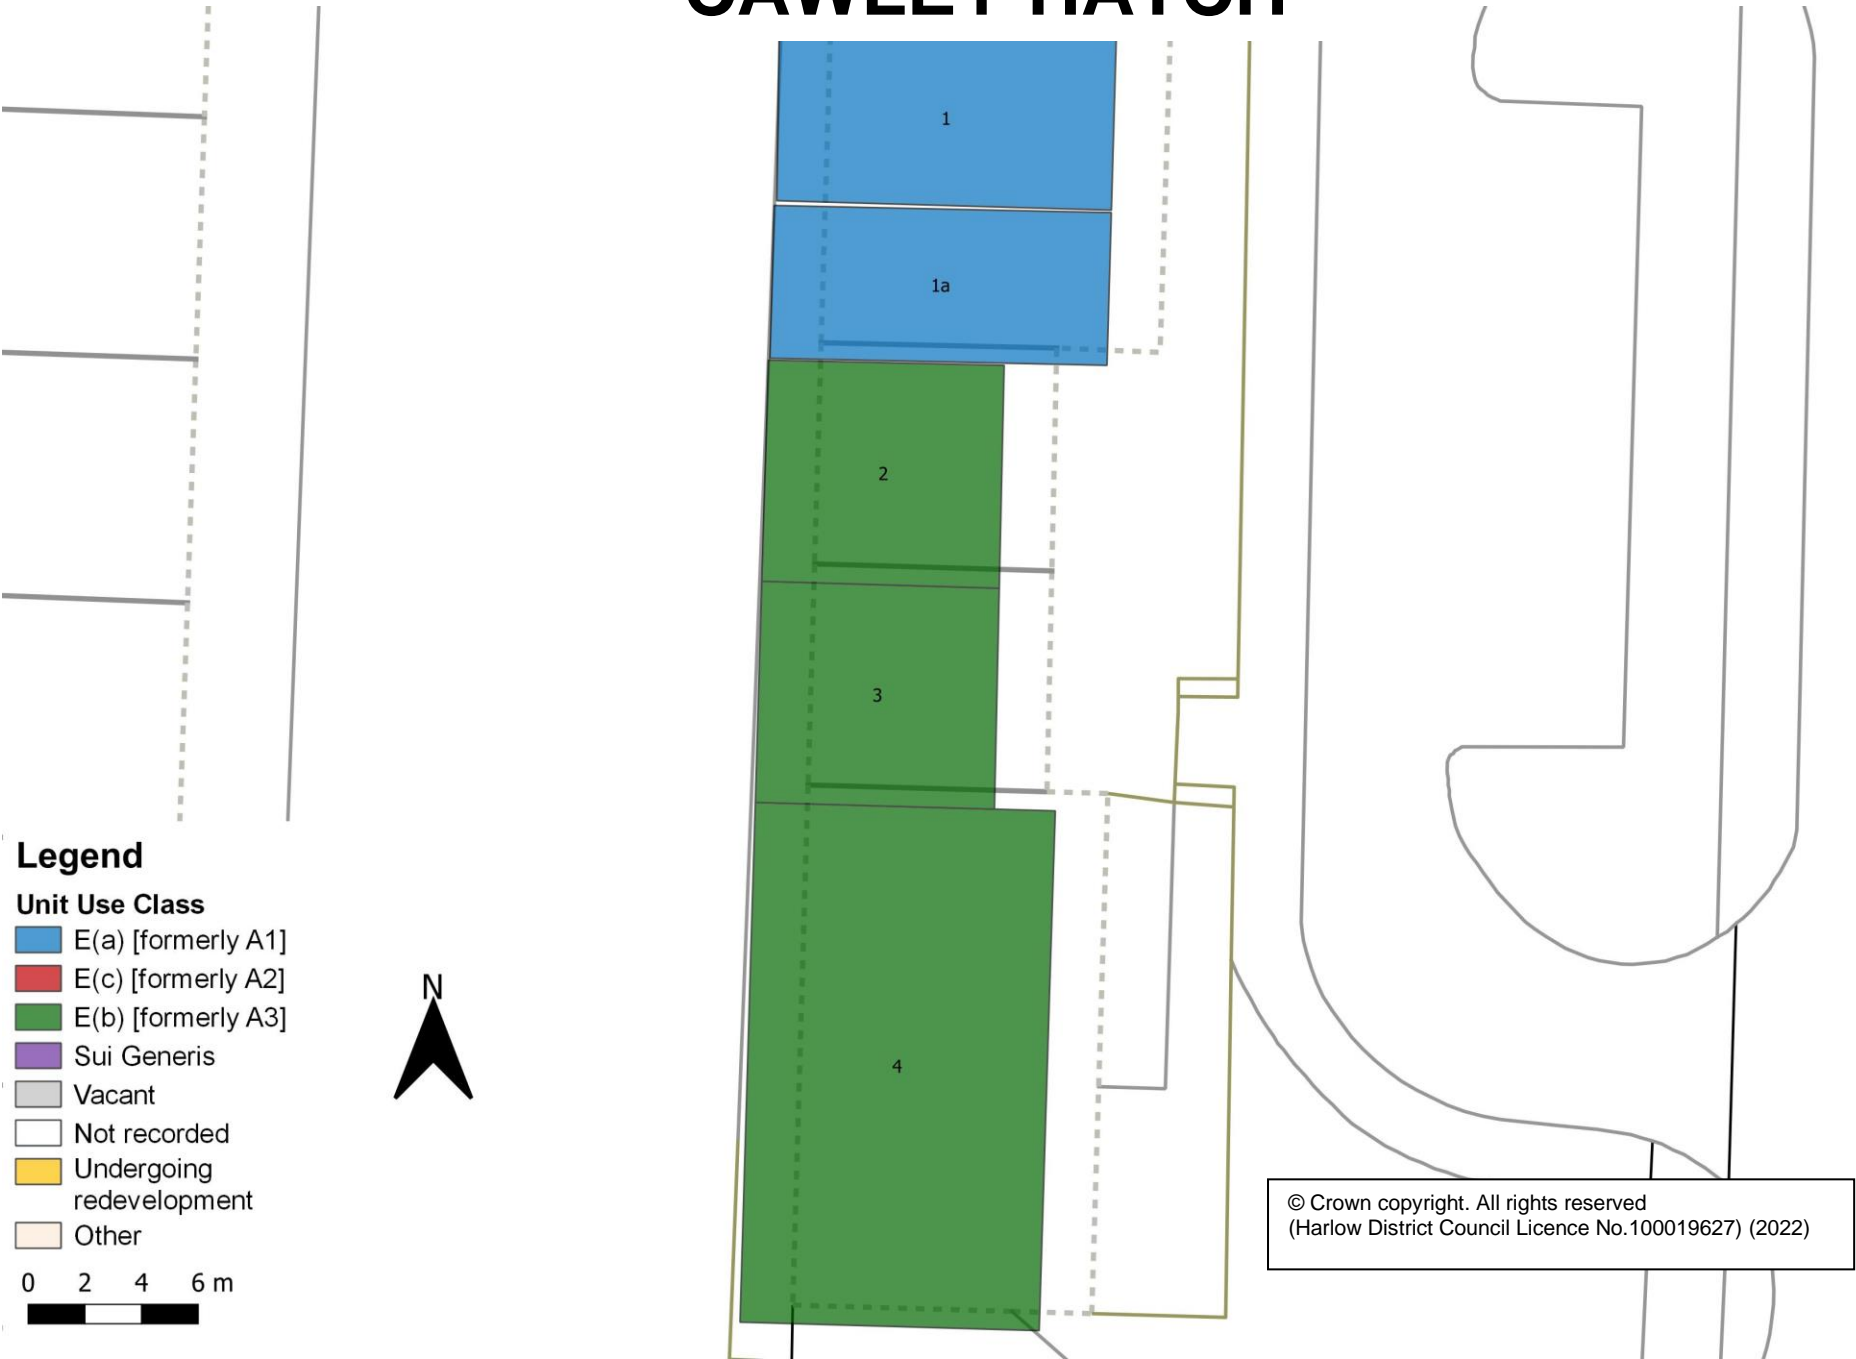 CAWLEY HATCH
1
1a
2
3
4
Legend
Unit Use Class
E(a) [formerly A1]
E(c) [formerly A2]
E(b) [formerly A3]
Sui Generis
Vacant
Not recorded
Undergoing
redevelopment
Other
0 2 4 6 m
N
© Crown copyright. All rights reserved
(Harlow District Council Licence No.100019627) (2022)